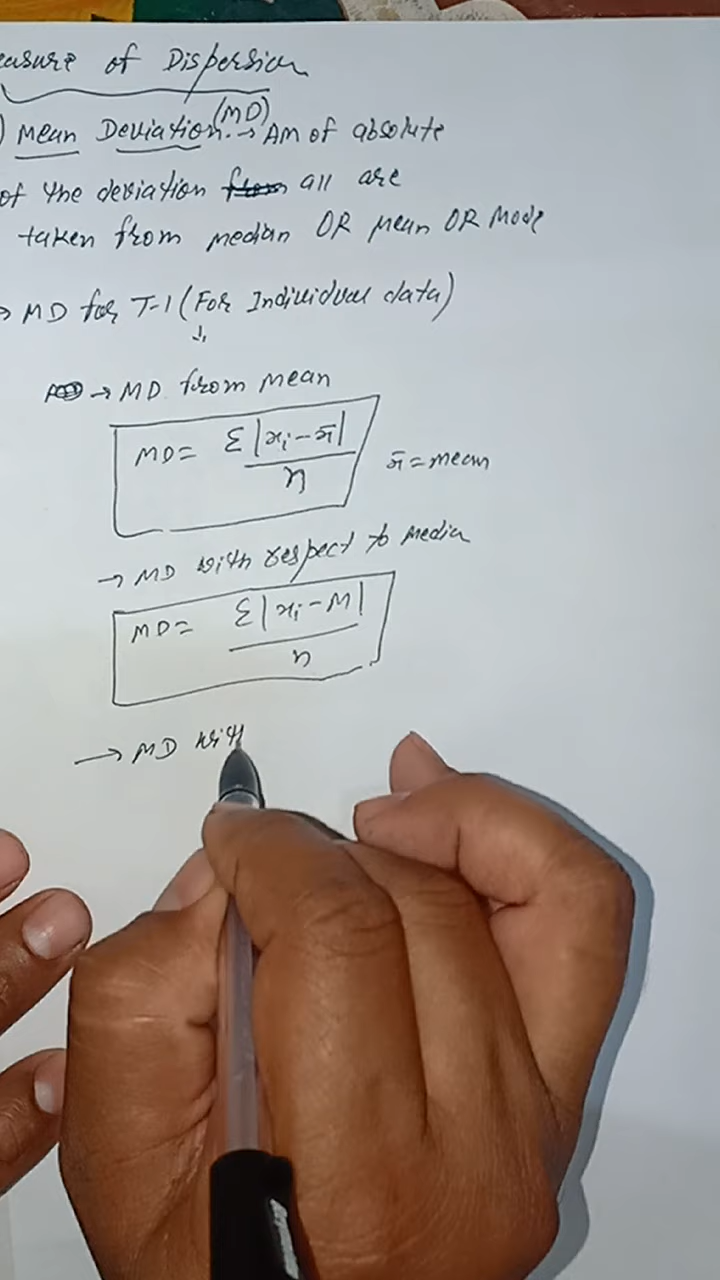 easure of Dispersion
) Mean Deviation. (MD) → AM of absolute
of the deviation all are
taken from median OR Mean OR Mode
→ MD for T-1 (For Individual data)
↓
→ MD from Mean
MD = Σ|xᵢ - x̄| / n
x̄ = mean
→ MD with respect to Media
MD = Σ|xᵢ - M| / n
→ MD with